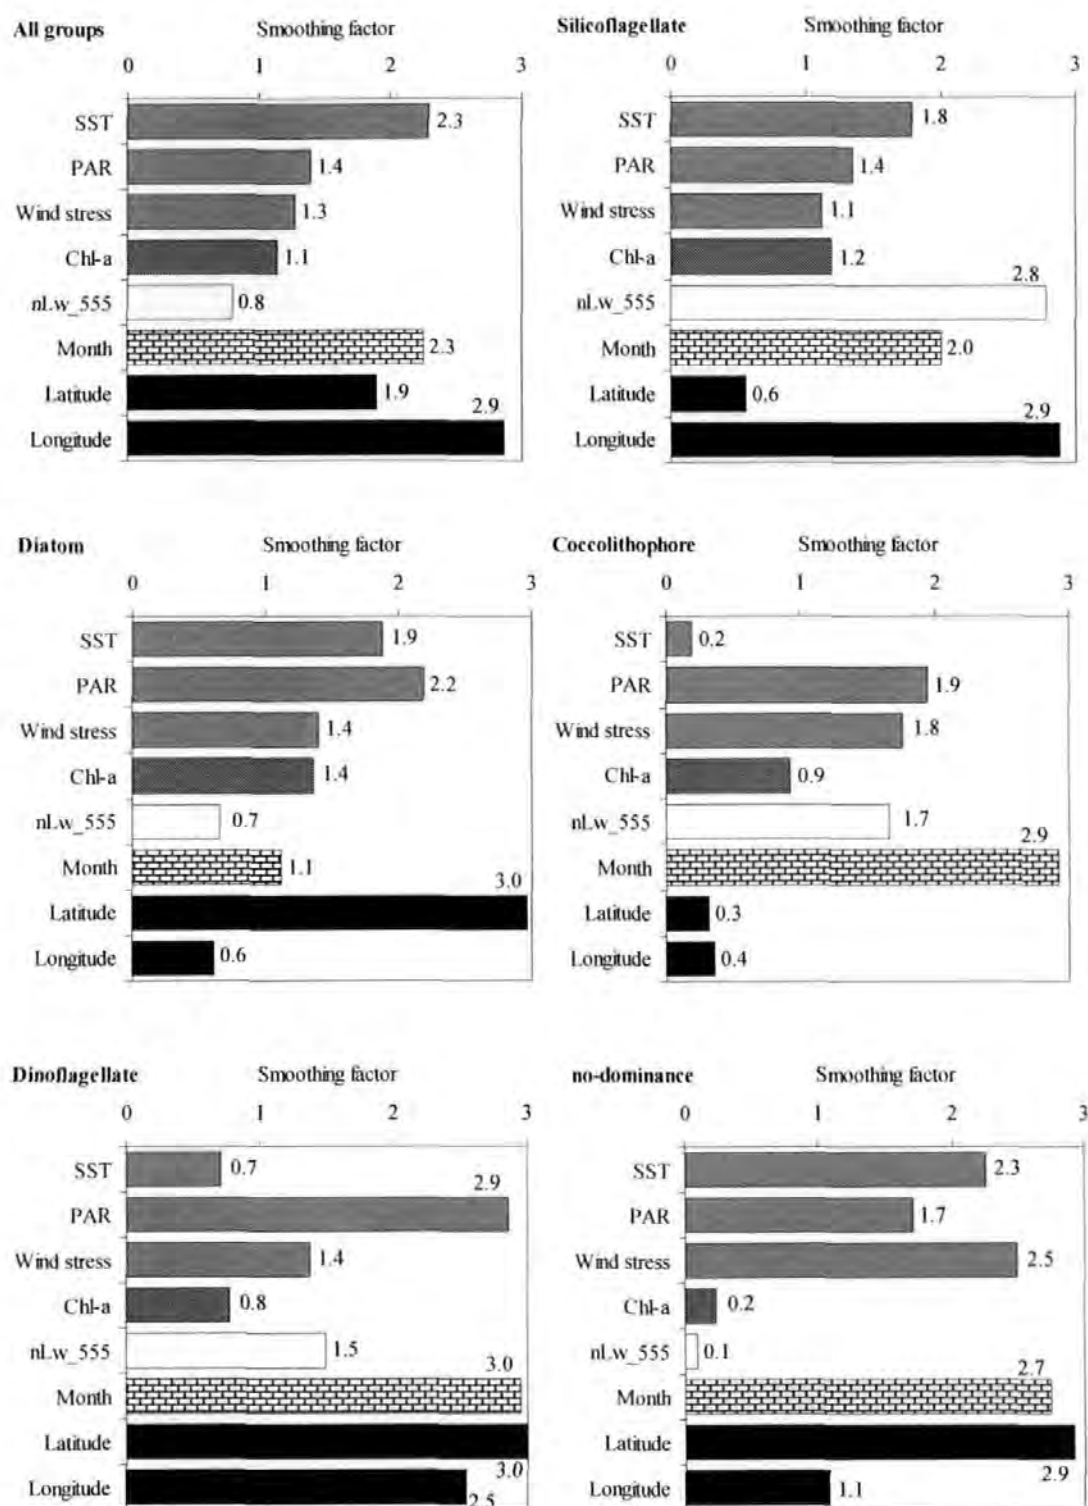 All groups Smoothing factor
0 1 2 3
SST 2.3
PAR 1.4
Wind stress 1.3
Chl-a 1.1
nLw_555 0.8
Month 2.3
Latitude 1.9
2.9
Longitude
Silicoflagellate Smoothing factor
0 1 2 3
SST 1.8
PAR 1.4
Wind stress 1.1
Chl-a 1.2
2.8
nLw_555
Month 2.0
Latitude 0.6
2.9
Longitude
Diatom Smoothing factor
0 1 2 3
SST 1.9
PAR 2.2
Wind stress 1.4
Chl-a 1.4
nLw_555 0.7
Month 1.1
3.0
Latitude
Longitude 0.6
Coccolithophore Smoothing factor
0 1 2 3
SST 0.2
PAR 1.9
Wind stress 1.8
Chl-a 0.9
nLw_555 1.7
2.9
Month
Latitude 0.3
Longitude 0.4
Dinoflagellate Smoothing factor
0 1 2 3
SST 0.7
2.9
PAR
Wind stress 1.4
Chl-a 0.8
nLw_555 1.5
3.0
Month
Latitude
3.0
Longitude
2.5
no-dominance Smoothing factor
0 1 2 3
SST 2.3
PAR 1.7
Wind stress 2.5
Chl-a 0.2
nLw_555 0.1
2.7
Month
Latitude
2.9
Longitude 1.1